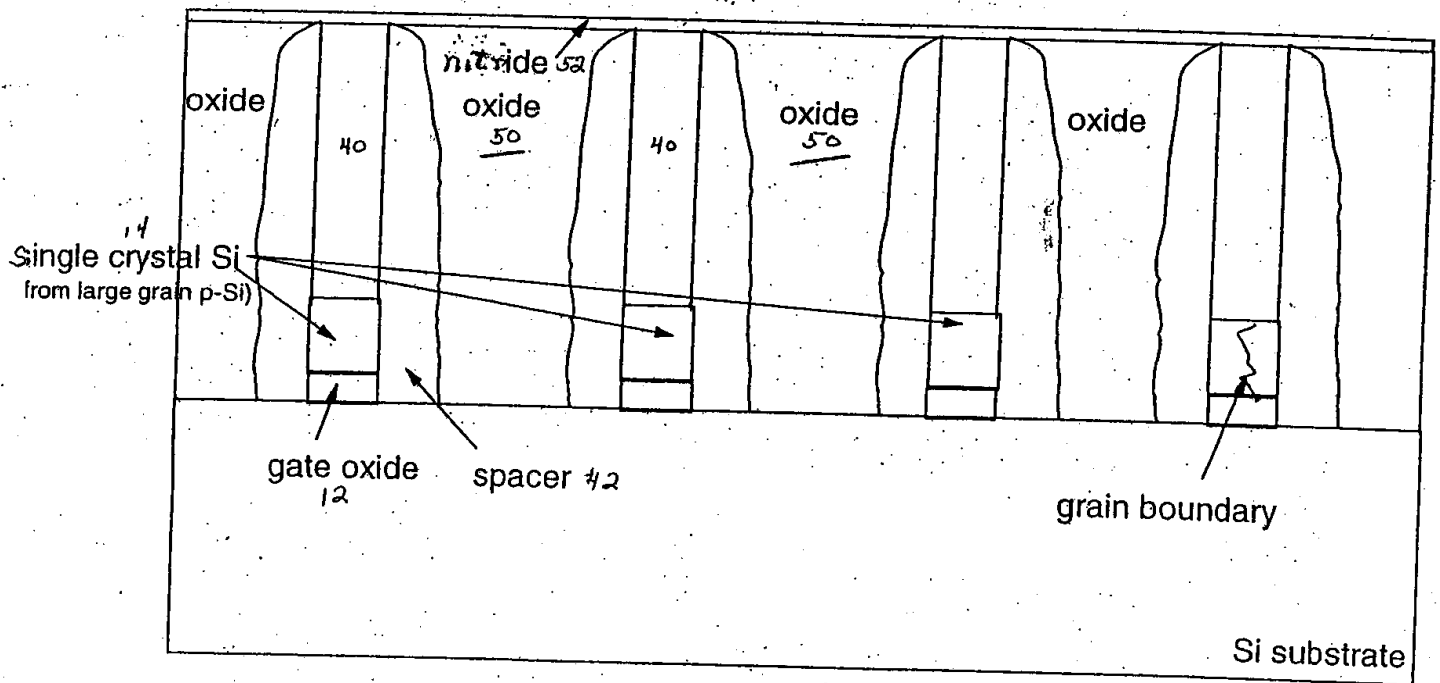 nitride 52
oxide
oxide
50
oxide
50
oxide
40
40
14
Single crystal Si
from large grain p-Si)
gate oxide
12
spacer 42
grain boundary
Si substrate